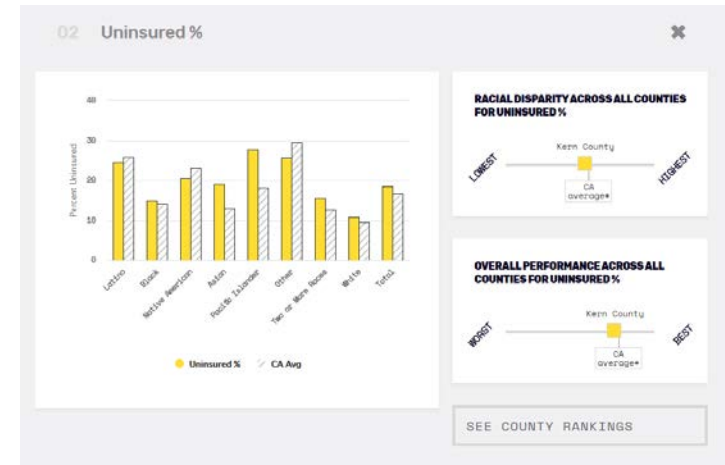 02 Uninsured %
✖
40
30
20
10
0
Percent Uninsured
Latino
Black
Native American
Asian
Pacific Islander
Other
Two or More Races
White
Total
Uninsured %
CA Avg
RACIAL DISPARITY ACROSS ALL COUNTIES
FOR UNINSURED %
Kern County
LOWEST
HIGHEST
CA
average*
OVERALL PERFORMANCE ACROSS ALL
COUNTIES FOR UNINSURED %
Kern County
WORST
BEST
CA
average*
SEE COUNTY RANKINGS